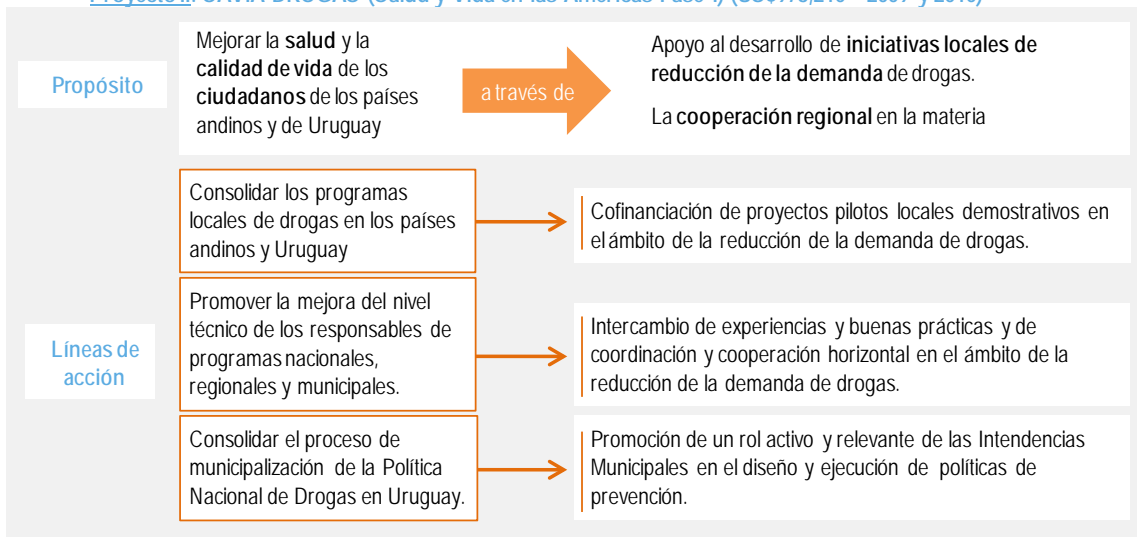 Propósito
Mejorar la salud y la
calidad de vida de los
ciudadanos de los países
andinos y de Uruguay
a través de
Apoyo al desarrollo de iniciativas locales de
reducción de la demanda de drogas.
La cooperación regional en la materia
Líneas de
acción
Consolidar los programas
locales de drogas en los países
andinos y Uruguay
Cofinanciación de proyectos pilotos locales demostrativos en
el ámbito de la reducción de la demanda de drogas.
Promover la mejora del nivel
técnico de los responsables de
programas nacionales,
regionales y municipales.
Intercambio de experiencias y buenas prácticas y de
coordinación y cooperación horizontal en el ámbito de la
reducción de la demanda de drogas.
Consolidar el proceso de
municipalización de la Política
Nacional de Drogas en Uruguay.
Promoción de un rol activo y relevante de las Intendencias
Municipales en el diseño y ejecución de políticas de
prevención.